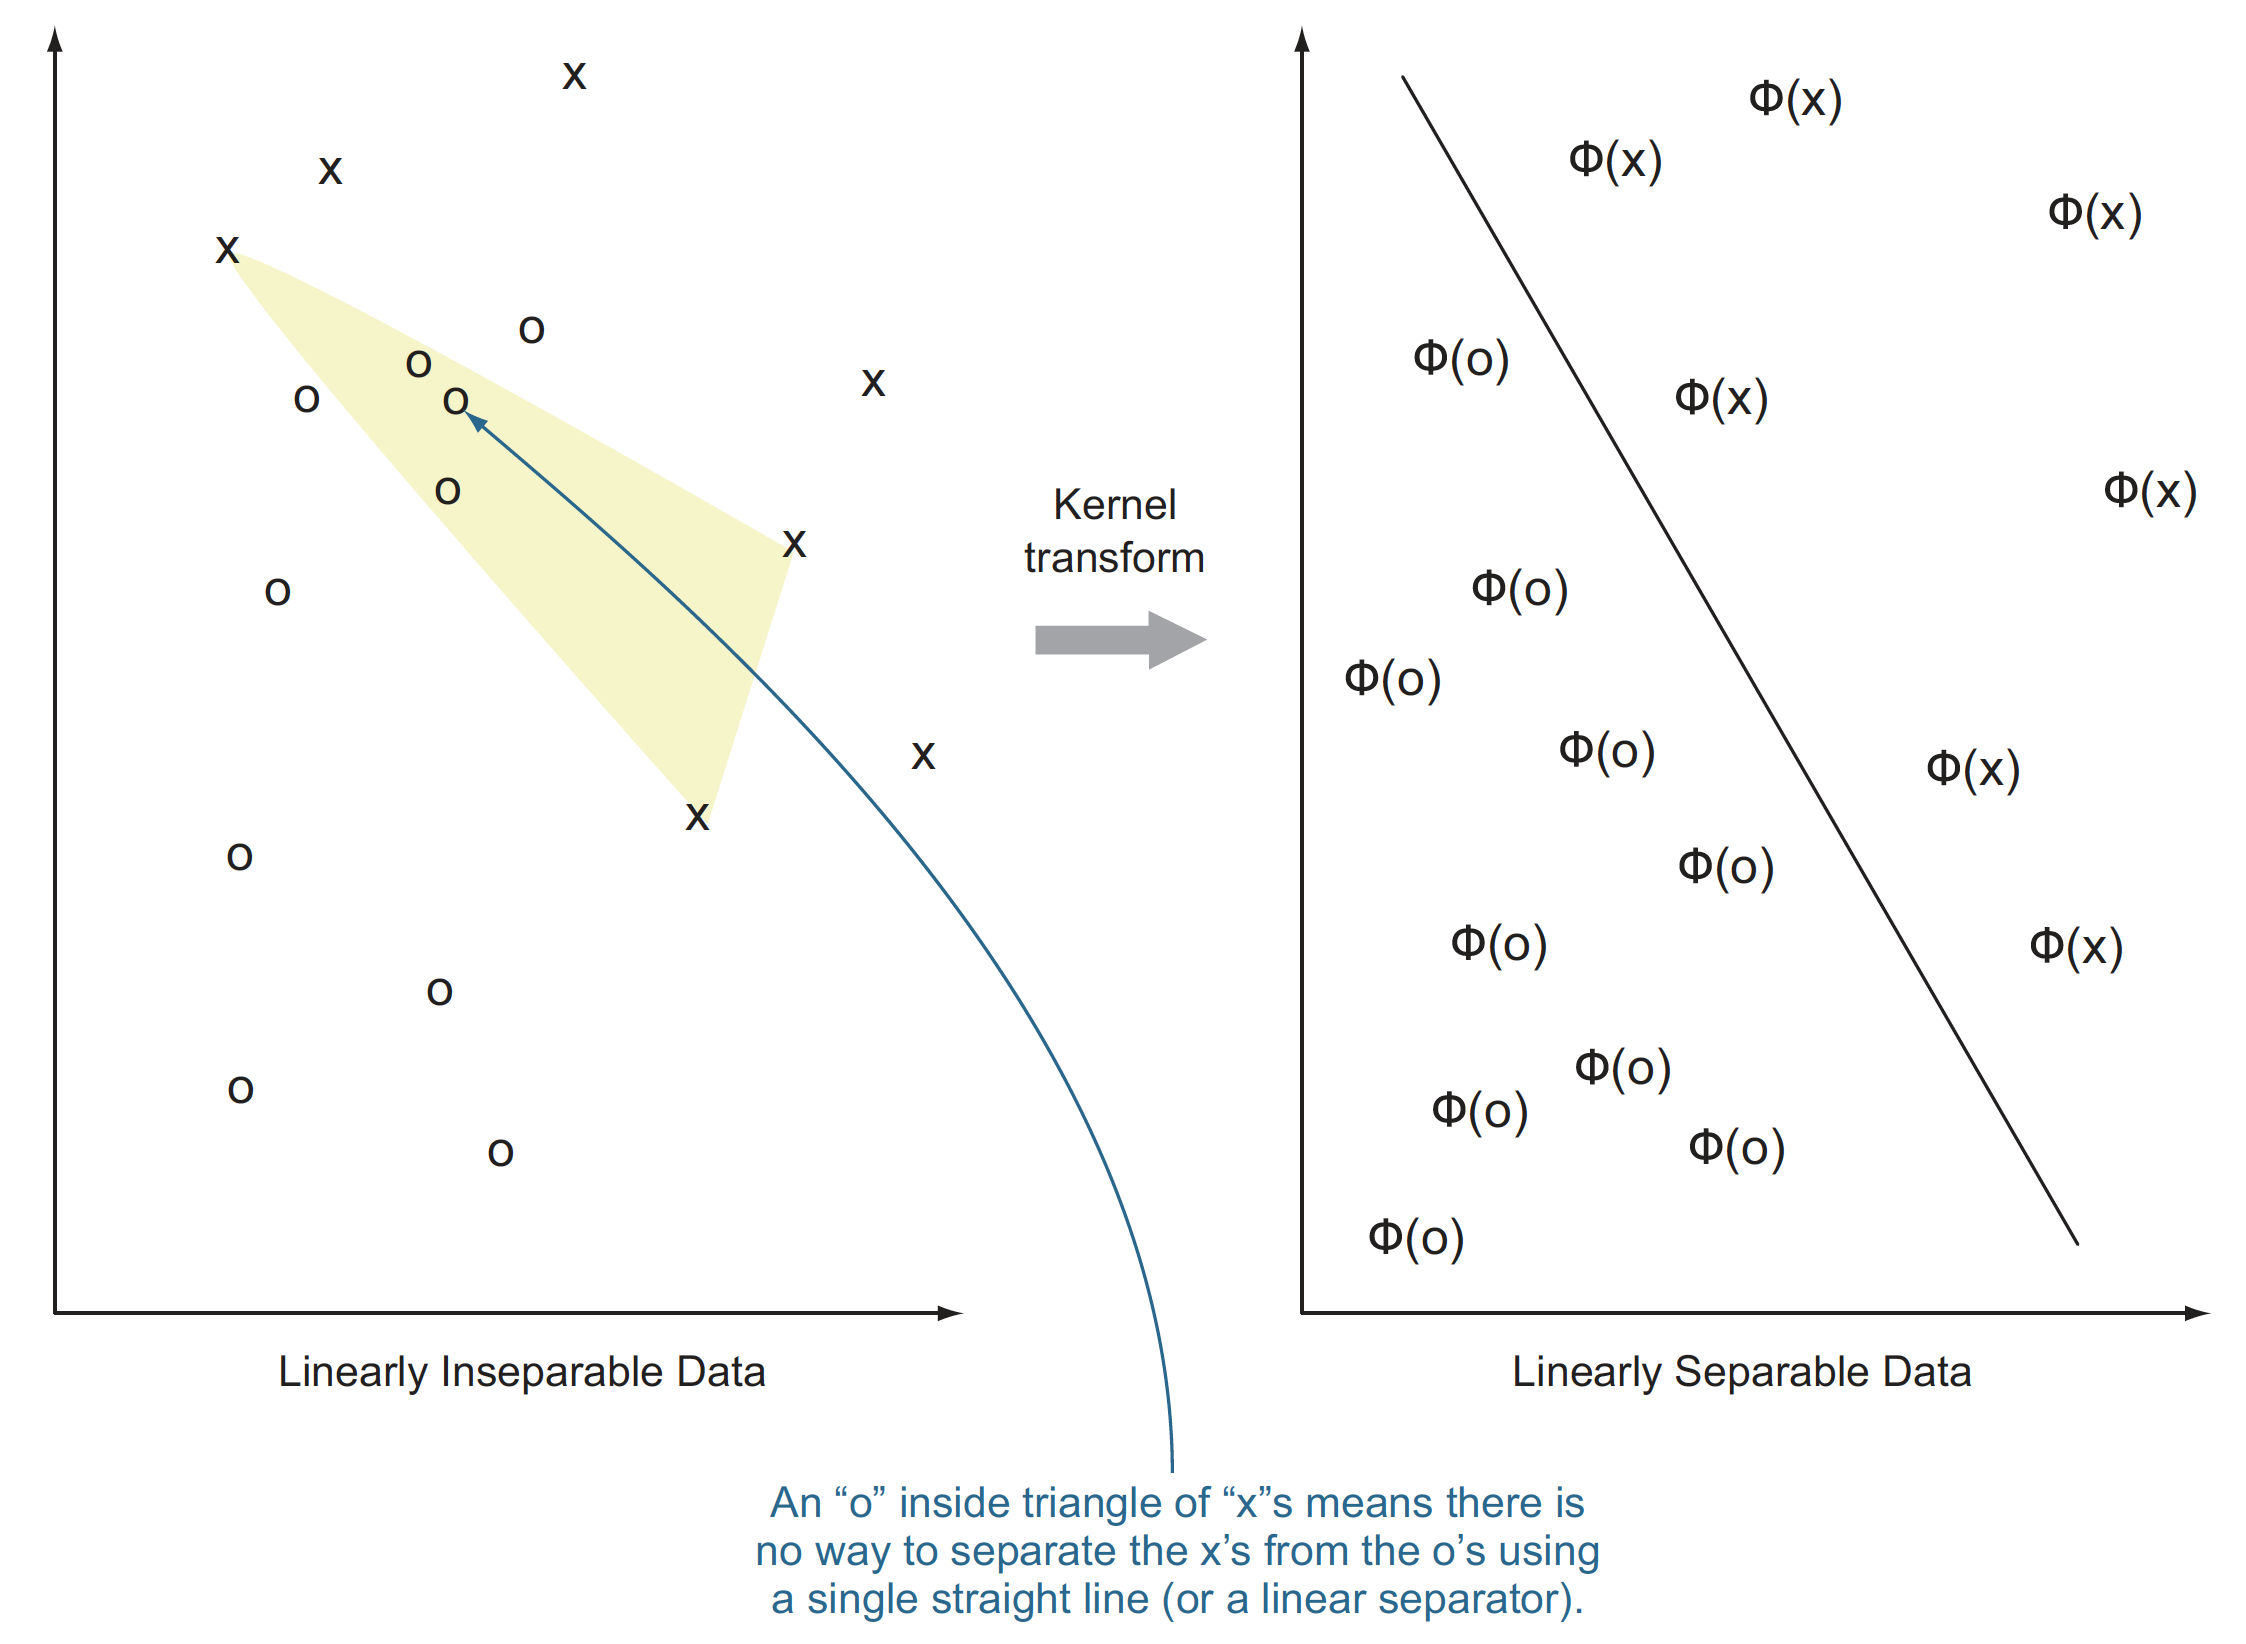 x
x
x
o
o
o
o
x
o
x
o
x
x
o
o
o
o
Linearly Inseparable Data
Kernel
transform
Φ(x)
Φ(x)
Φ(x)
Φ(o)
Φ(x)
Φ(x)
Φ(o)
Φ(o)
Φ(o)
Φ(x)
Φ(o)
Φ(o)
Φ(x)
Φ(o)
Φ(o)
Φ(o)
Φ(o)
Linearly Separable Data
An “o” inside triangle of “x”s means there is
no way to separate the x’s from the o’s using
a single straight line (or a linear separator).